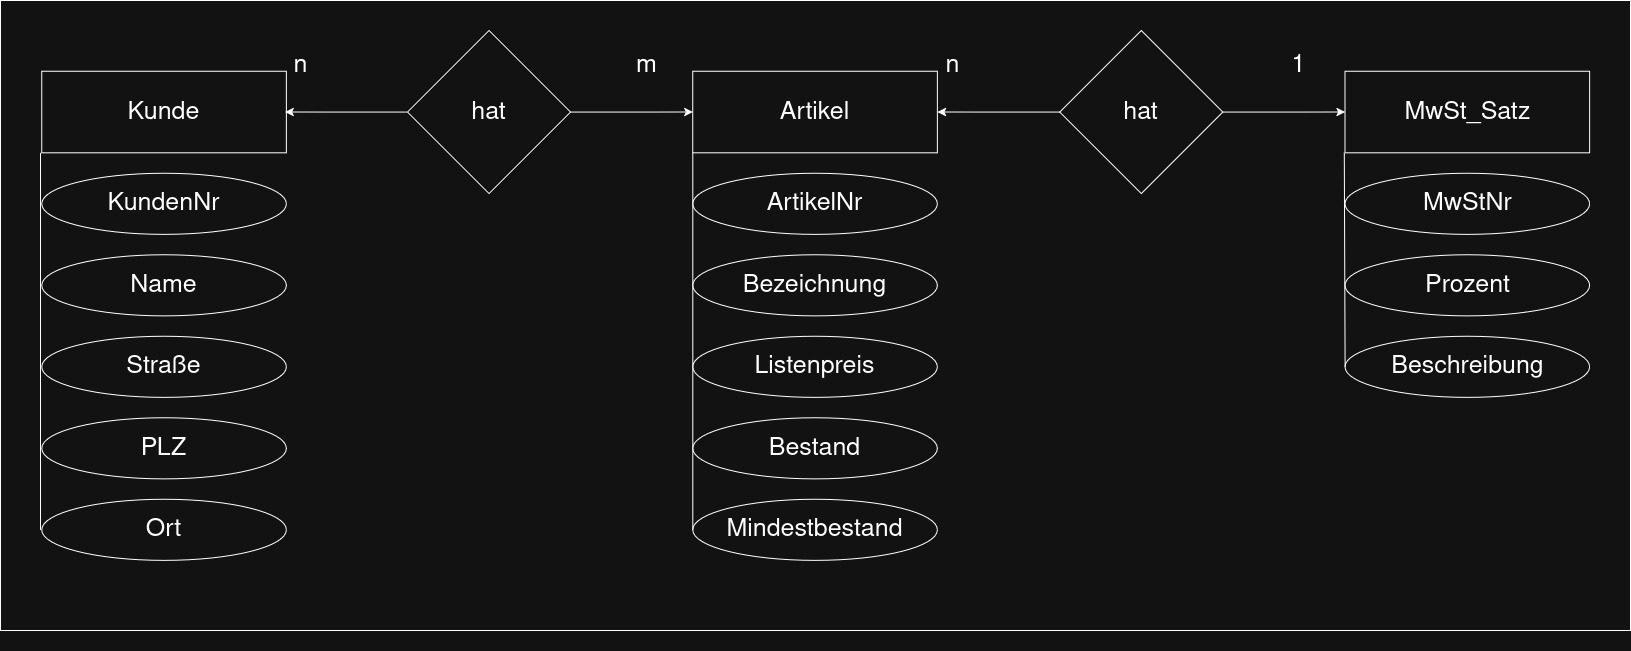 n
m
n
1
Kunde
hat
Artikel
hat
MwSt_Satz
KundenNr
ArtikelNr
MwStNr
Name
Bezeichnung
Prozent
Straße
Listenpreis
Beschreibung
PLZ
Bestand
Ort
Mindestbestand